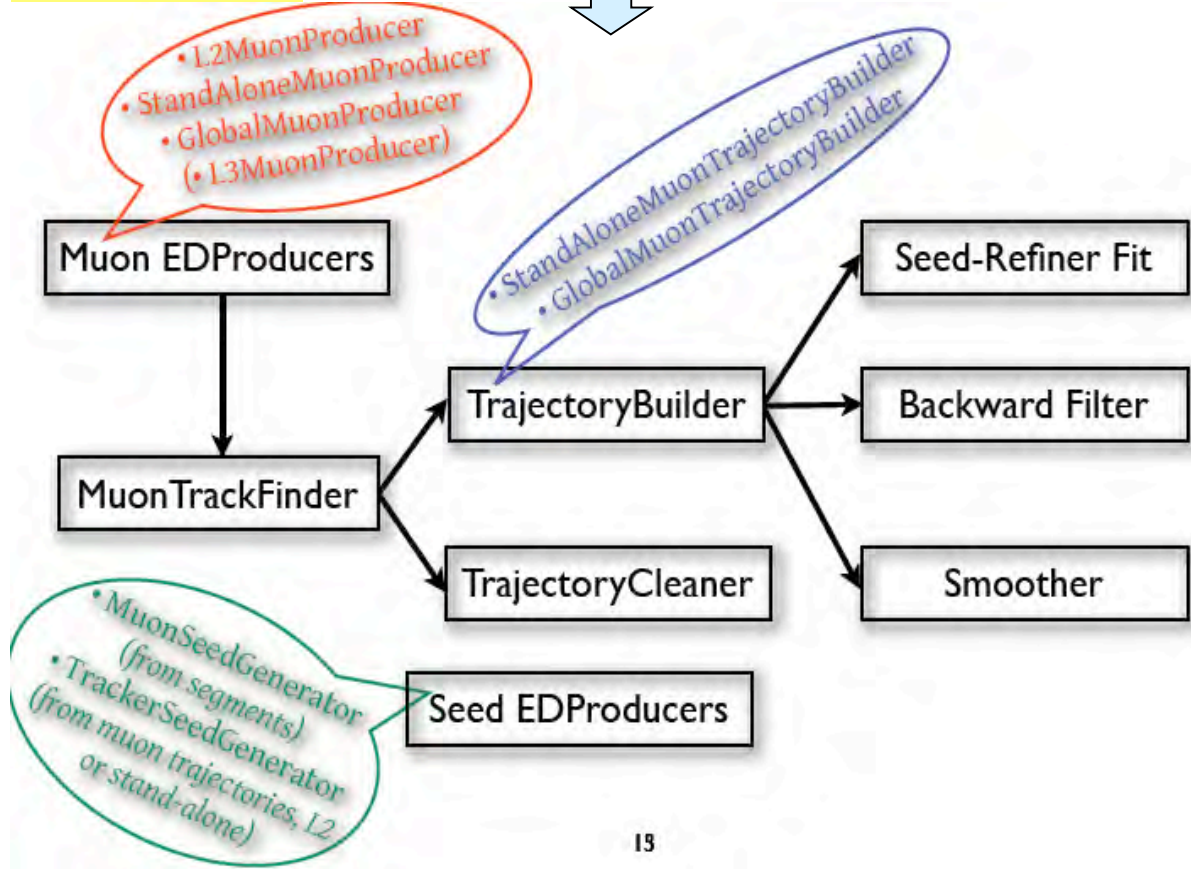 • L2MuonProducer
• StandAloneMuonProducer
• GlobalMuonProducer
(• L3MuonProducer)
• StandAloneMuonTrajectoryBuilder
• GlobalMuonTrajectoryBuilder
Muon EDProducers
Seed-Refiner Fit
TrajectoryBuilder
Backward Filter
MuonTrackFinder
TrajectoryCleaner
Smoother
• MuonSeedGenerator
(from segments)
• TrackerSeedGenerator
(from muon trajectories, L2
or stand-alone)
Seed EDProducers
13